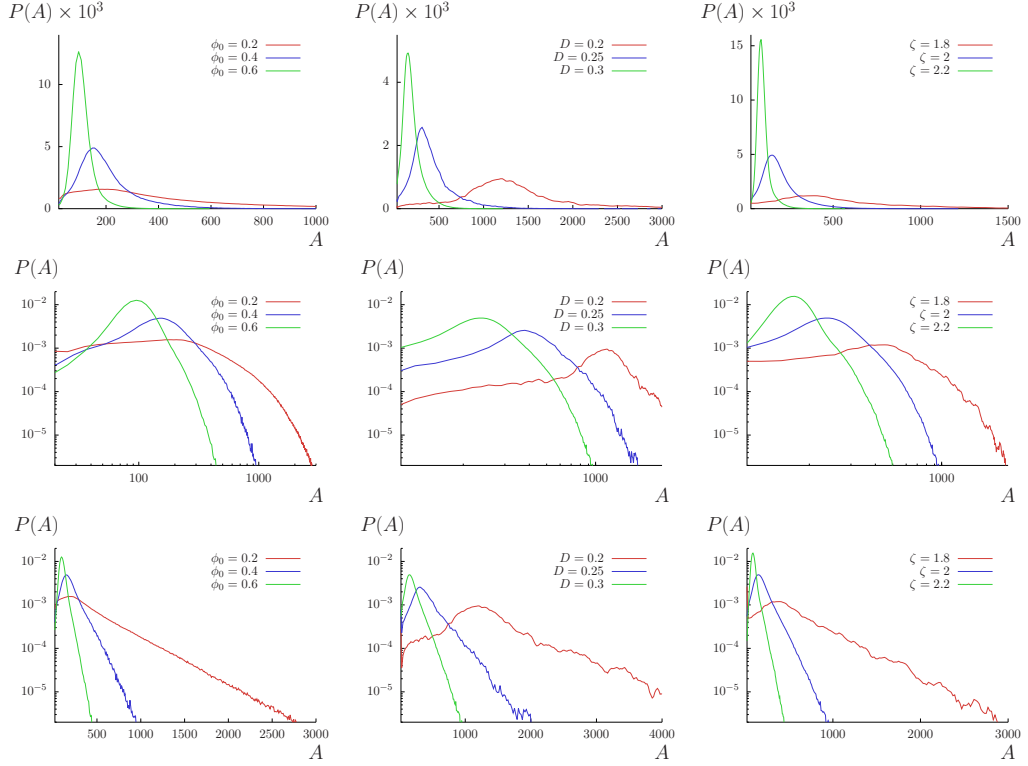 P(A) × 10³
ϕ₀ = 0.2
ϕ₀ = 0.4
ϕ₀ = 0.6
10
5
0
200 400 600 800 1000
A
P(A) × 10³
D = 0.2
D = 0.25
D = 0.3
4
2
0
500 1000 1500 2000 2500 3000
A
P(A) × 10³
ζ = 1.8
ζ = 2
ζ = 2.2
15
10
5
0
500 1000 1500
A
P(A)
ϕ₀ = 0.2
ϕ₀ = 0.4
ϕ₀ = 0.6
10⁻²
10⁻³
10⁻⁴
10⁻⁵
100 1000
A
P(A)
D = 0.2
D = 0.25
D = 0.3
10⁻²
10⁻³
10⁻⁴
10⁻⁵
1000
A
P(A)
ζ = 1.8
ζ = 2
ζ = 2.2
10⁻²
10⁻³
10⁻⁴
10⁻⁵
1000
A
P(A)
ϕ₀ = 0.2
ϕ₀ = 0.4
ϕ₀ = 0.6
10⁻²
10⁻³
10⁻⁴
10⁻⁵
500 1000 1500 2000 2500 3000
A
P(A)
D = 0.2
D = 0.25
D = 0.3
10⁻²
10⁻³
10⁻⁴
10⁻⁵
1000 2000 3000 4000
A
P(A)
ζ = 1.8
ζ = 2
ζ = 2.2
10⁻²
10⁻³
10⁻⁴
10⁻⁵
1000 2000 3000
A